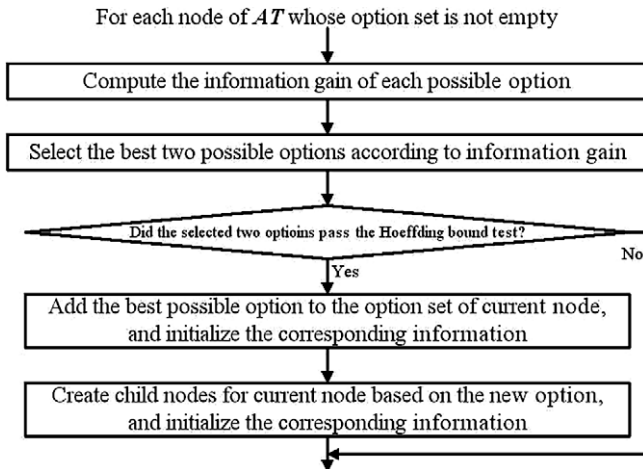 For each node of AT whose option set is not empty
Compute the information gain of each possible option
Select the best two possible options according to information gain
Did the selected two optioins pass the Hoeffding bound test?
No
Yes
Add the best possible option to the option set of current node,
and initialize the corresponding information
Create child nodes for current node based on the new option,
and initialize the corresponding information